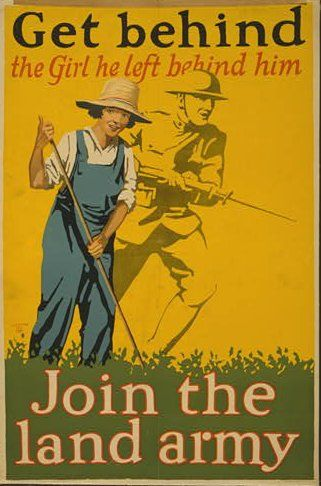 Get behind
the Girl he left behind him
Join the
land army